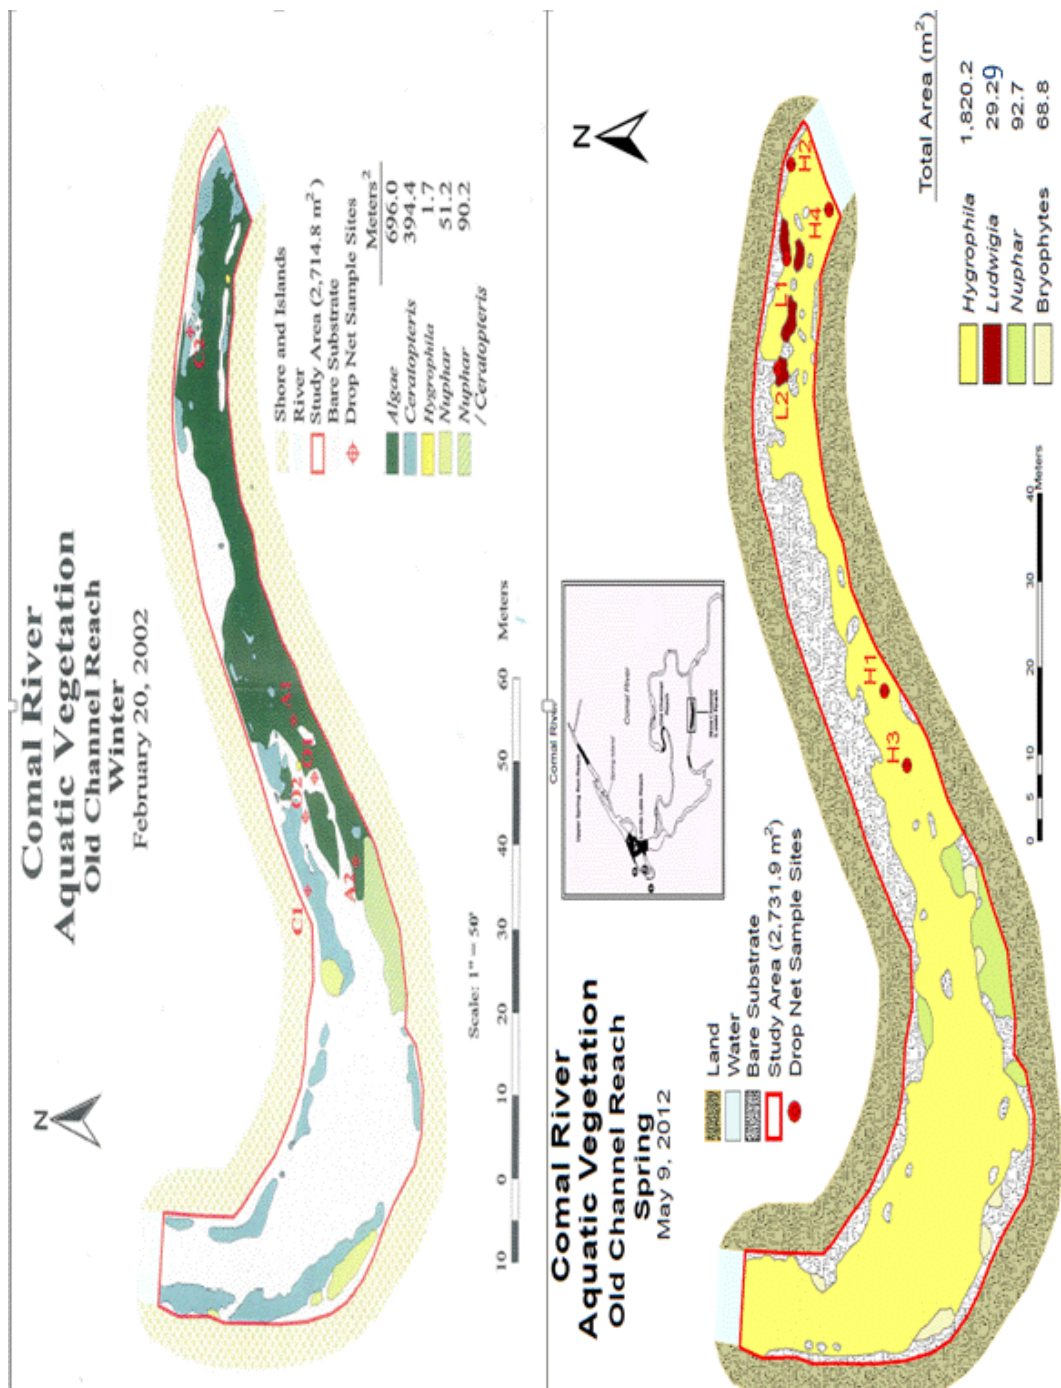 Comal River
Aquatic Vegetation
Old Channel Reach
Winter
February 20, 2002
N
Shore and Islands
River
Study Area (2,714.8 m²)
Bare Substrate
Drop Net Sample Sites
Meters²
Algae 696.0
Ceratopteris 394.4
Hygrophila 1.7
Nuphar 51.2
Nuphar 90.2
/ Ceratopteris
C2
A1
O1
O2
A2
C1
Scale: 1" = 50'
10 0 10 20 30 40 50 60 Meters
Comal River
Aquatic Vegetation
Old Channel Reach
Spring
May 9, 2012
N
Land
Water
Bare Substrate
Study Area (2,731.9 m²)
Drop Net Sample Sites
Comal River
Comal River
Total Area (m²)
Hygrophila 1,820.2
Ludwigia 29.29
Nuphar 92.7
Bryophytes 68.8
H2
H4
L1
L2
H1
H3
0 5 10 20 30 40
Meters